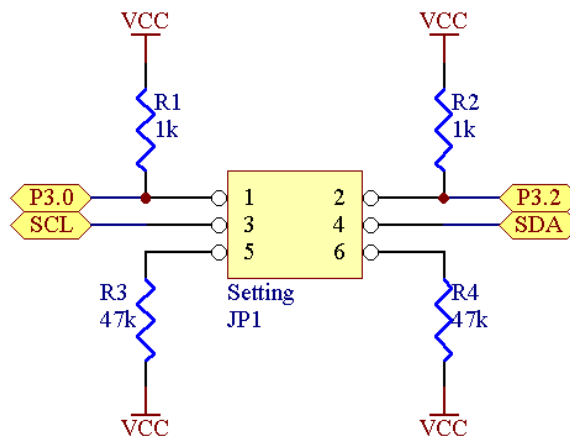 VCC VCC
R1 R2
1k 1k
P3.0 1 2 P3.2
SCL 3 4 SDA
5 6
R3 Setting R4
47k JP1 47k
VCC VCC